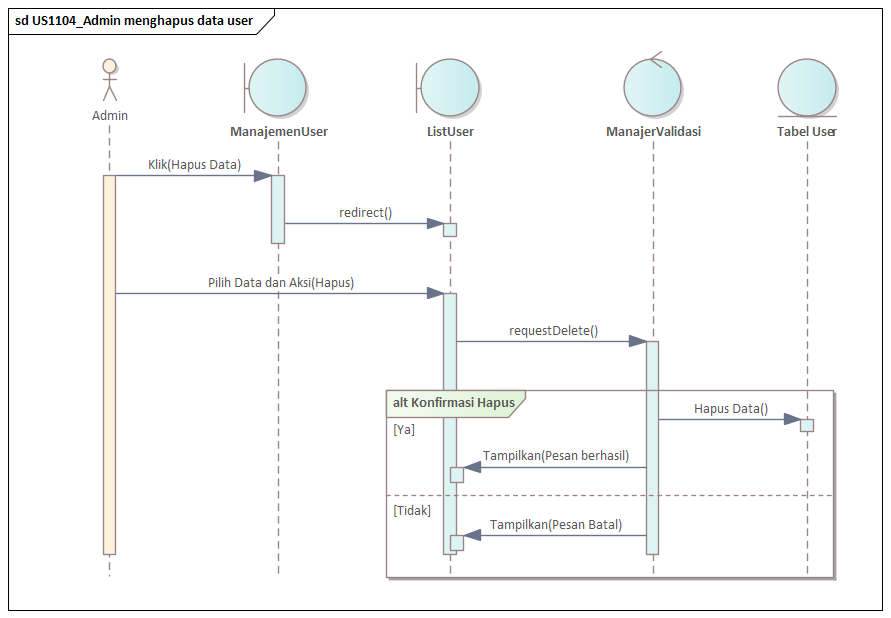 sd US1104_Admin menghapus data user
Admin
ManajemenUser
ListUser
ManajerValidasi
Tabel User
Klik(Hapus Data)
redirect()
Pilih Data dan Aksi(Hapus)
requestDelete()
alt Konfirmasi Hapus
Hapus Data()
[Ya]
Tampilkan(Pesan berhasil)
[Tidak]
Tampilkan(Pesan Batal)